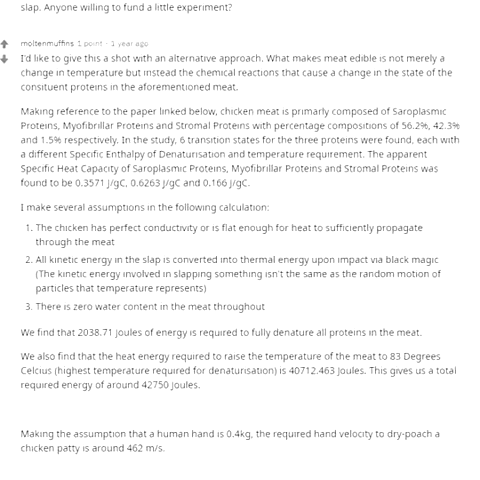 slap. Anyone willing to fund a little experiment?
moltenmuffins 1 point · 1 year ago
I'd like to give this a shot with an alternative approach. What makes meat edible is not merely a
change in temperature but instead the chemical reactions that cause a change in the state of the
consituent proteins in the aforementioned meat.
Making reference to the paper linked below, chicken meat is primarly composed of Saroplasmic
Proteins, Myofibrillar Proteins and Stromal Proteins with percentage compositions of 56.2%, 42.3%
and 1.5% respectively. In the study, 6 transition states for the three proteins were found, each with
a different Specific Enthalpy of Denaturisation and temperature requirement. The apparent
Specific Heat Capacity of Saroplasmic Proteins, Myofibrillar Proteins and Stromal Proteins was
found to be 0.3571 J/gC, 0.6263 J/gC and 0.166 J/gC.
I make several assumptions in the following calculation:
1. The chicken has perfect conductivity or is flat enough for heat to sufficiently propagate
through the meat
2. All kinetic energy in the slap is converted into thermal energy upon impact via black magic
(The kinetic energy involved in slapping something isn't the same as the random motion of
particles that temperature represents)
3. There is zero water content in the meat throughout
We find that 2038.71 Joules of energy is required to fully denature all proteins in the meat.
We also find that the heat energy required to raise the temperature of the meat to 83 Degrees
Celcius (highest temperature required for denaturisation) is 40712.463 Joules. This gives us a total
required energy of around 42750 Joules.
Making the assumption that a human hand is 0.4kg, the required hand velocity to dry-poach a
chicken patty is around 462 m/s.